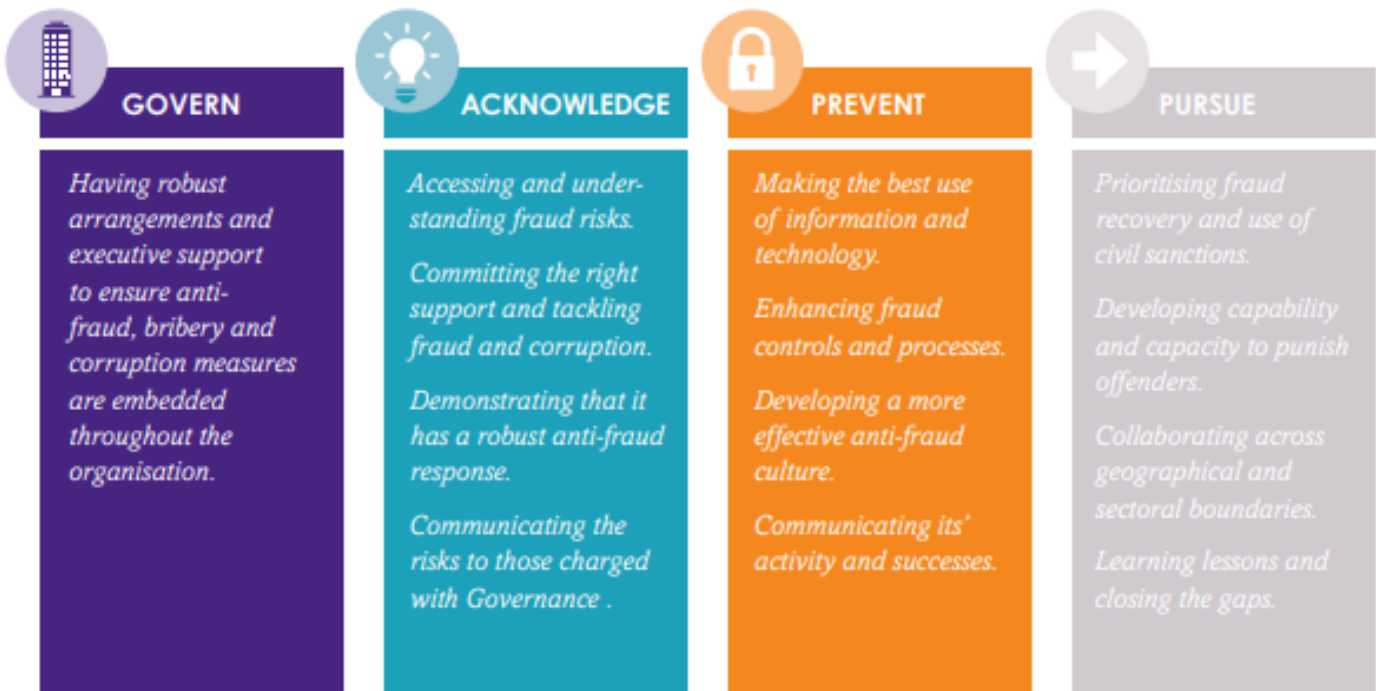 GOVERN
Having robust
arrangements and
executive support
to ensure anti-
fraud, bribery and
corruption measures
are embedded
throughout the
organisation.
ACKNOWLEDGE
Accessing and under-
standing fraud risks.
Committing the right
support and tackling
fraud and corruption.
Demonstrating that it
has a robust anti-fraud
response.
Communicating the
risks to those charged
with Governance .
PREVENT
Making the best use
of information and
technology.
Enhancing fraud
controls and processes.
Developing a more
effective anti-fraud
culture.
Communicating its’
activity and successes.
PURSUE
Prioritising fraud
recovery and use of
civil sanctions.
Developing capability
and capacity to punish
offenders.
Collaborating across
geographical and
sectoral boundaries.
Learning lessons and
closing the gaps.